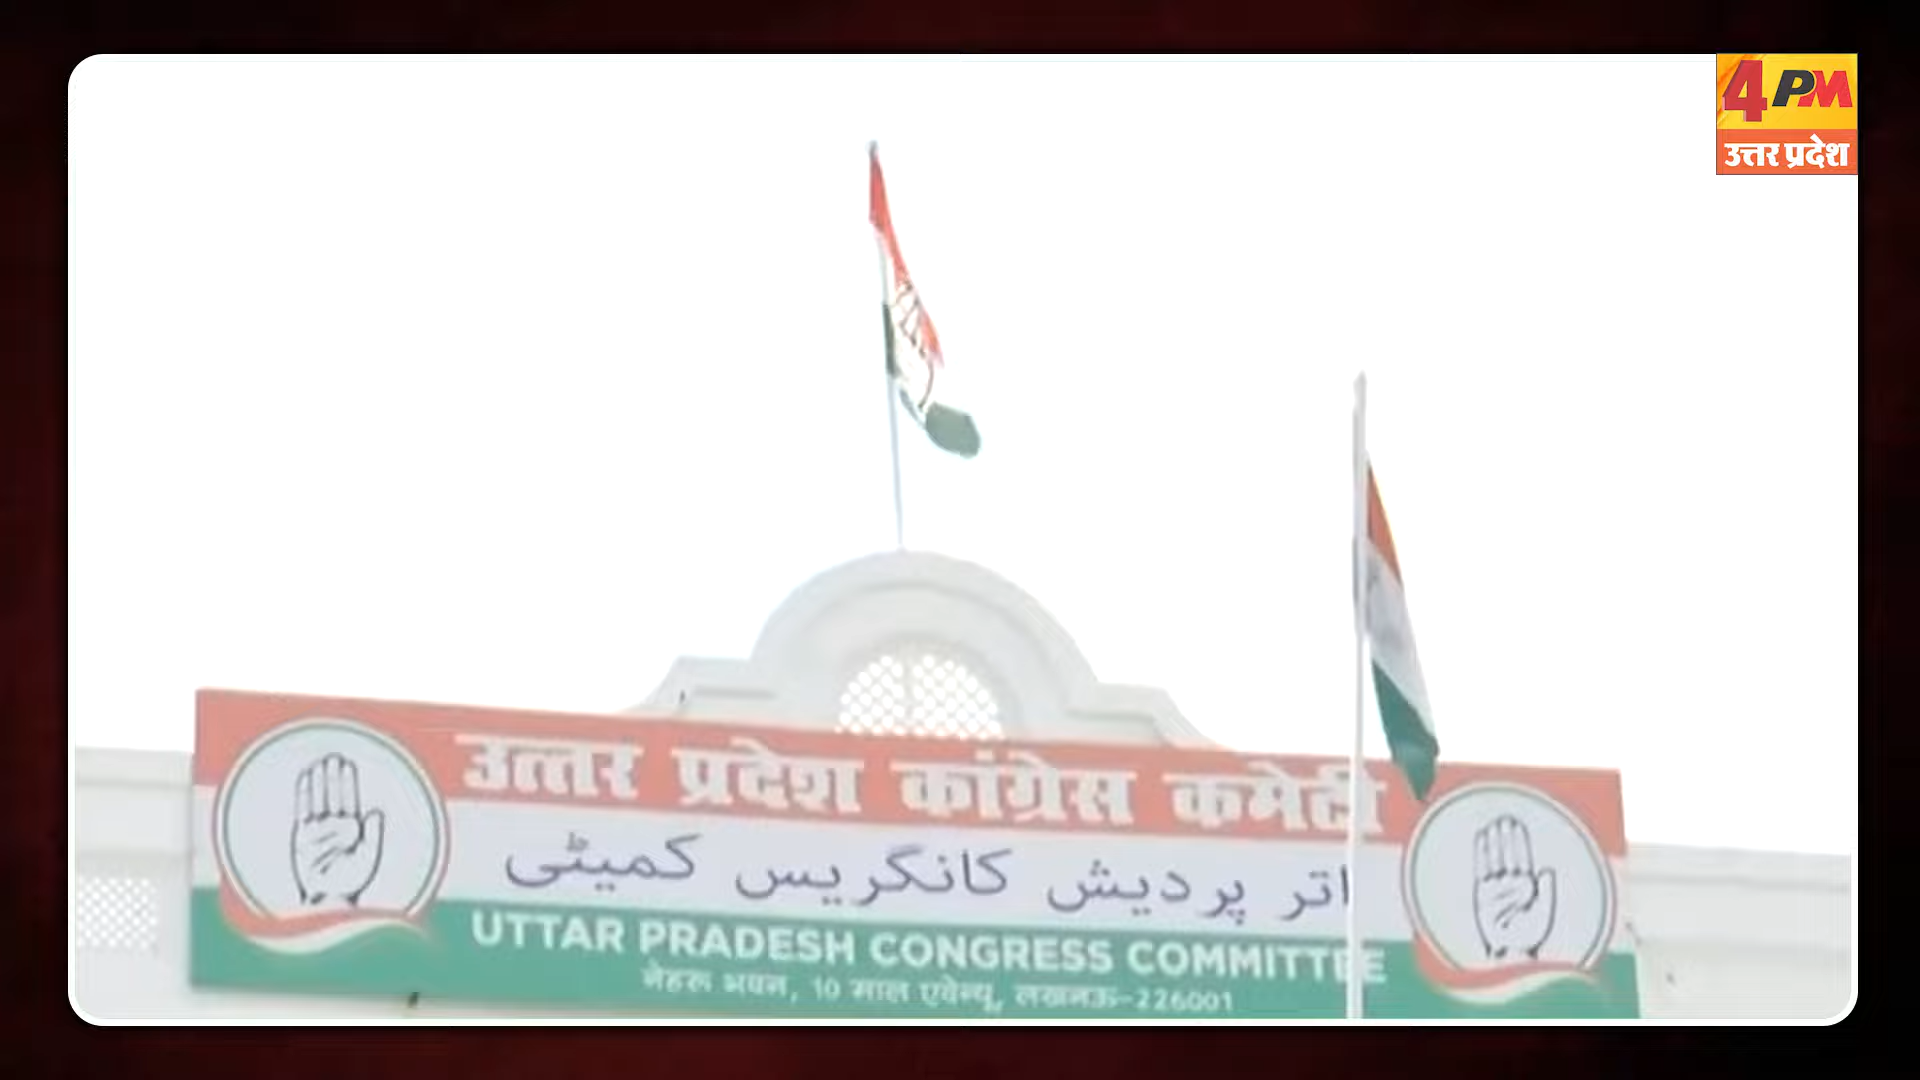 4PM
उत्तर प्रदेश
उत्तर प्रदेश कांग्रेस कमेटी
اتر پردیش کانگریس کمیٹی
UTTAR PRADESH CONGRESS COMMITTEE
नेहरू भवन, 10 माल एवेन्यू, लखनऊ-226001